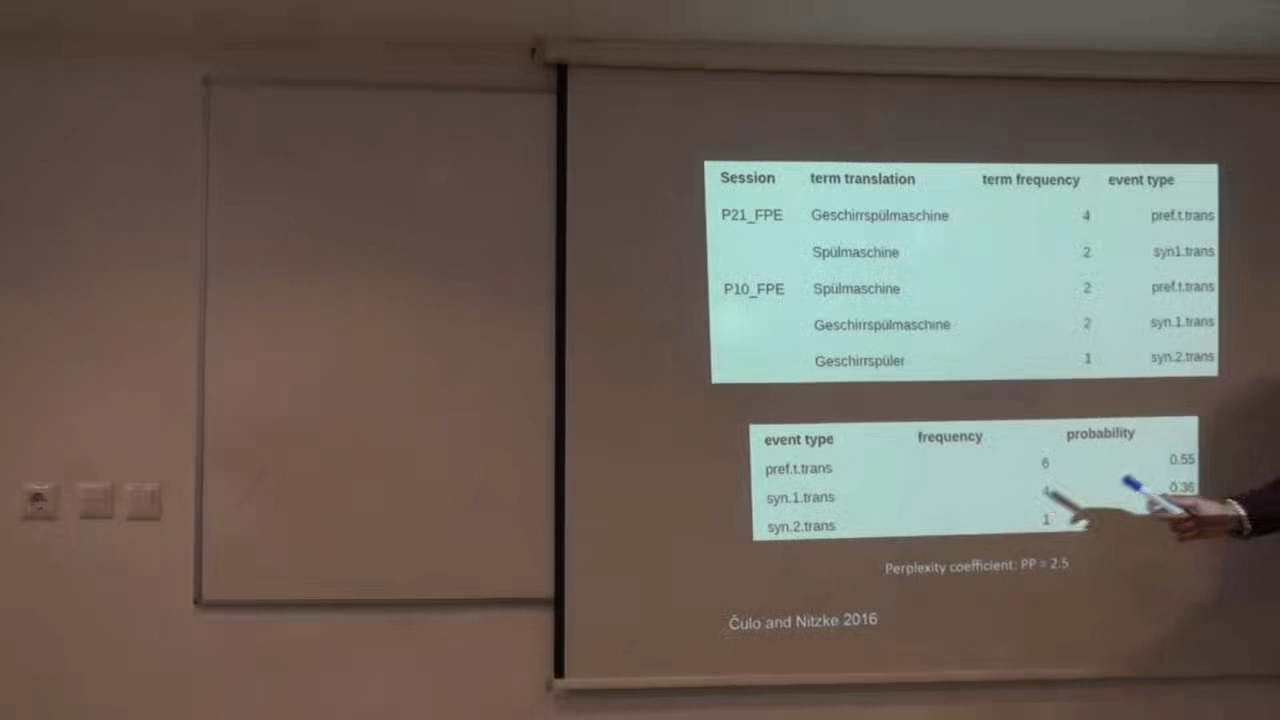 Session term translation term frequency event type
P21_FPE Geschirrspülmaschine 4 pref.t.trans
Spülmaschine 2 syn1.trans
P10_FPE Spülmaschine 2 pref.t.trans
Geschirrspülmaschine 2 syn.1.trans
Geschirrspüler 1 syn.2.trans
event type frequency probability
pref.t.trans 6 0.55
syn.1.trans 0.36
syn.2.trans 1
Perplexity coefficient: PP = 2.5
Čulo and Nitzke 2016